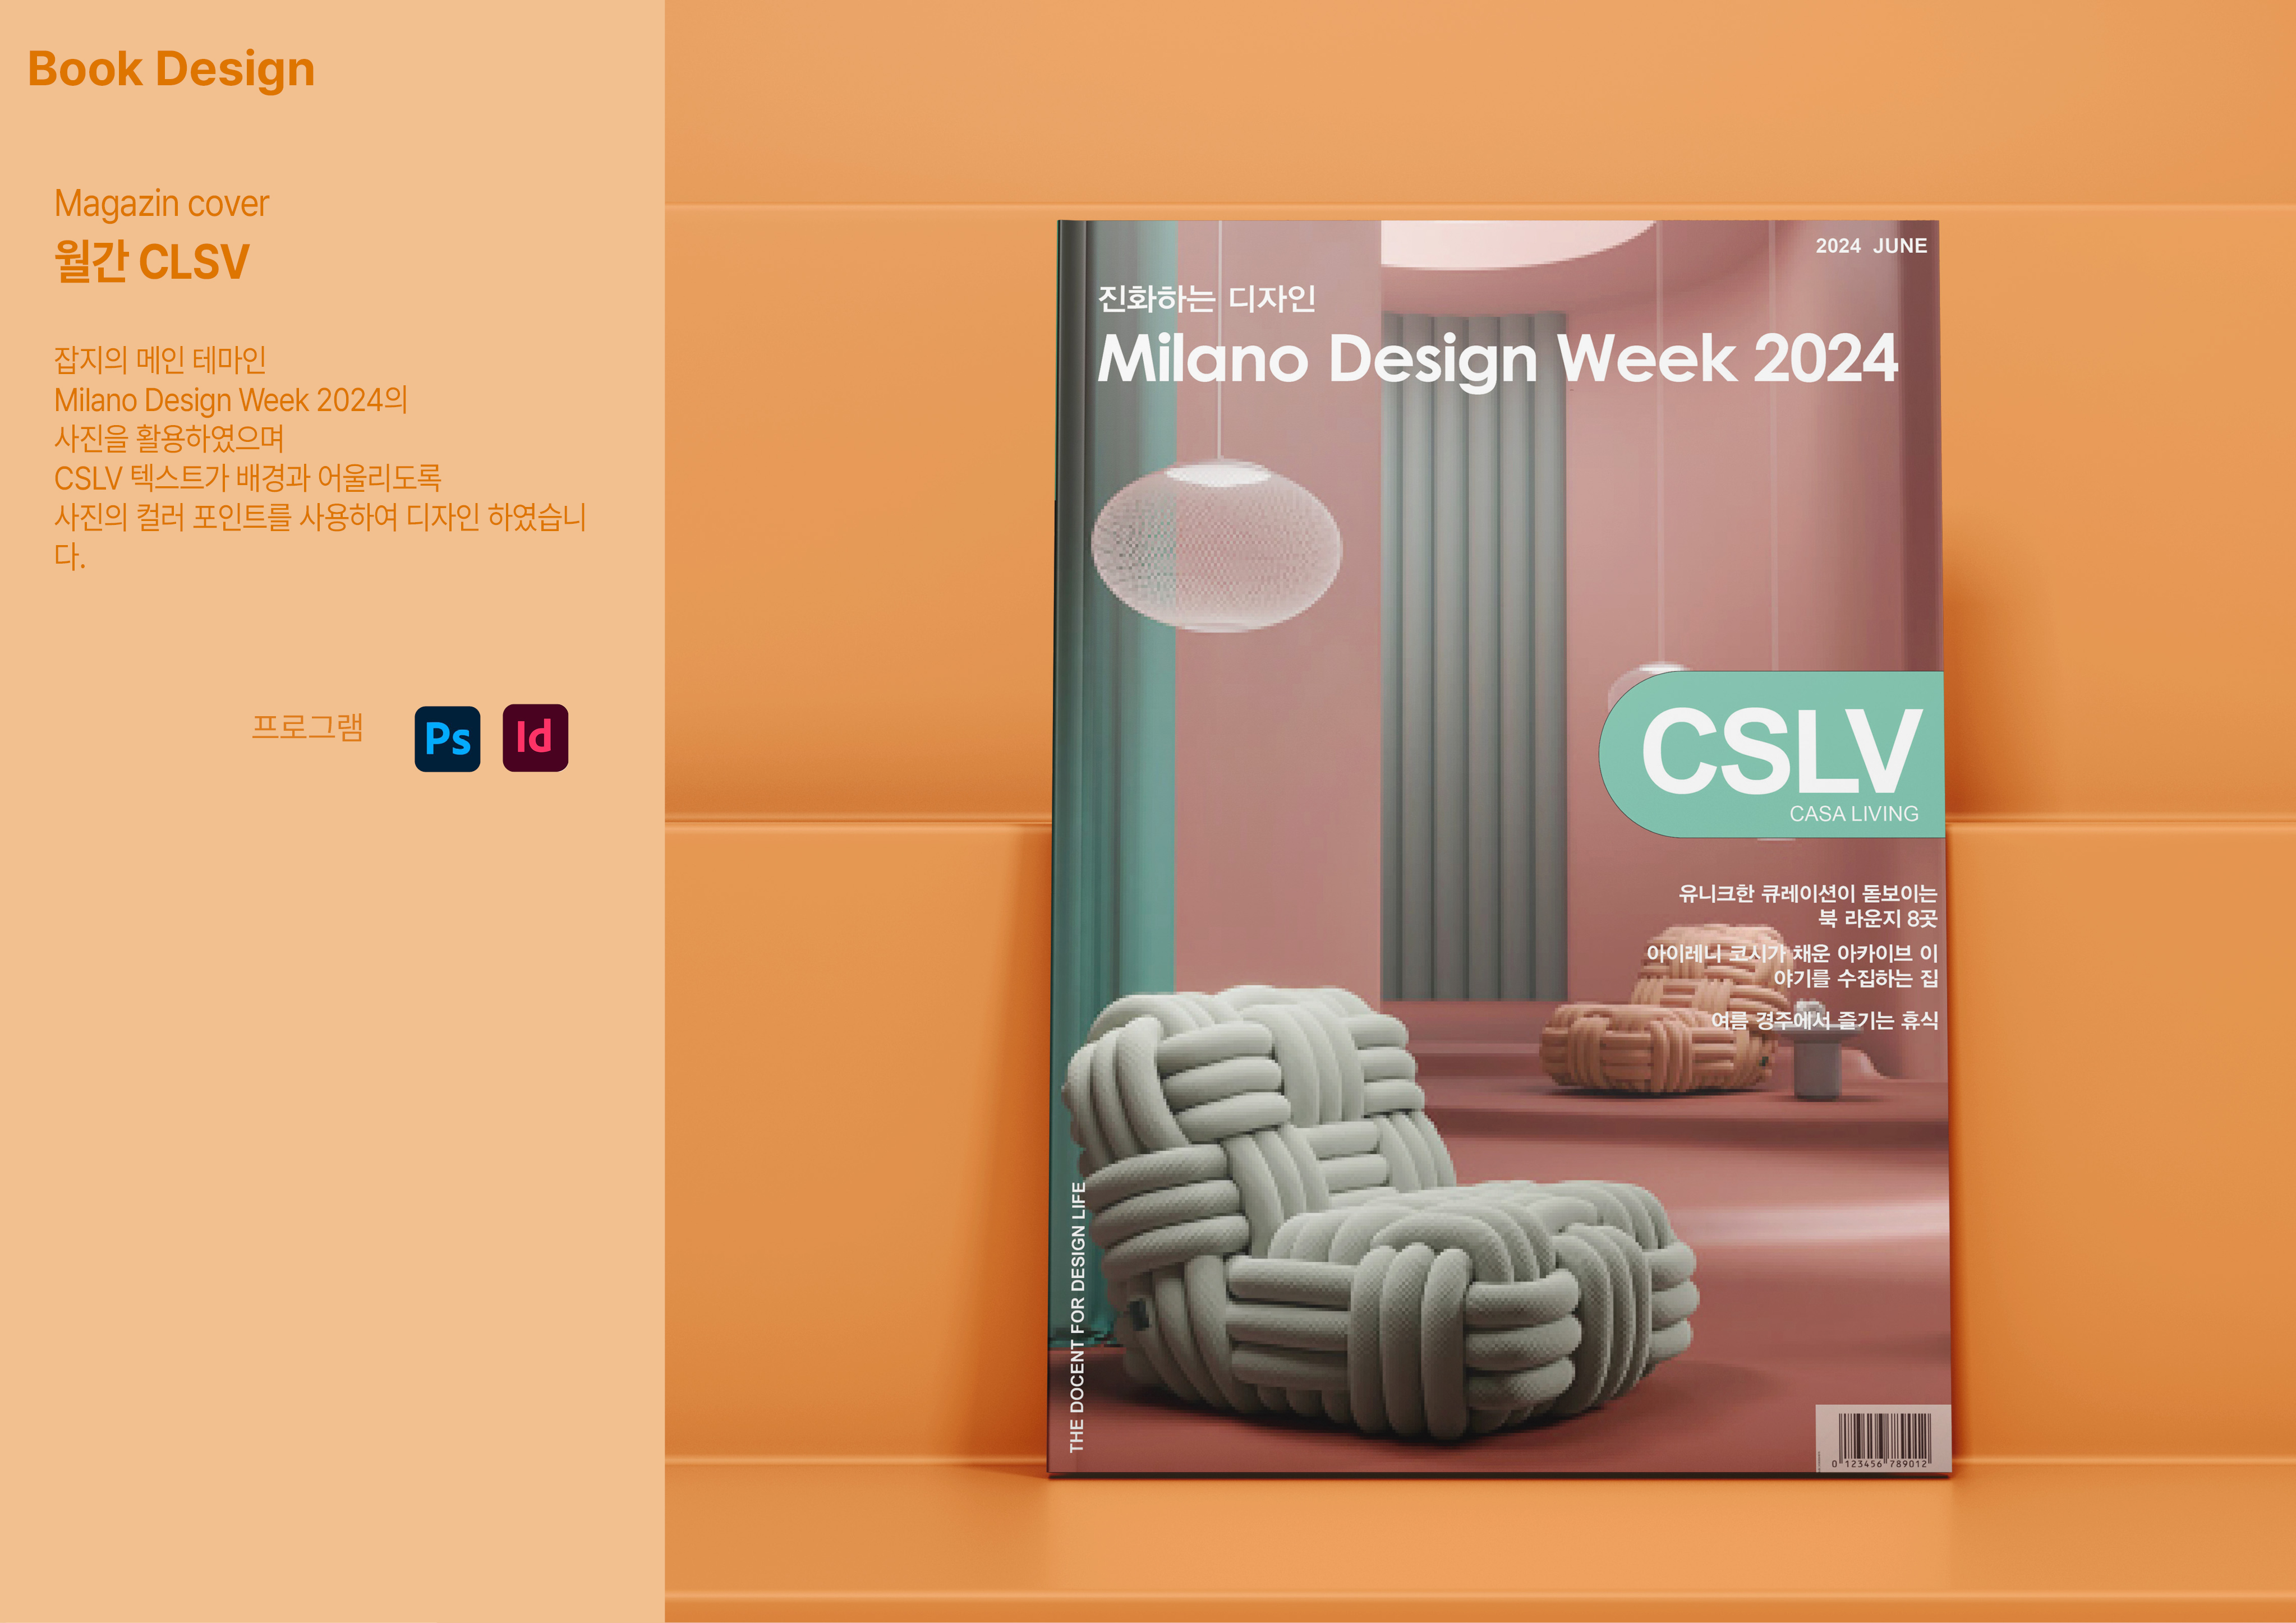 Book Design
Magazin cover
월간 CLSV
잡지의 메인 테마인
Milano Design Week 2024의
사진을 활용하였으며
CSLV 텍스트가 배경과 어울리도록
사진의 컬러 포인트를 사용하여 디자인 하였습니
다.
프로그램
Ps
Id
2024 JUNE
진화하는 디자인
Milano Design Week 2024
CSLV
CASA LIVING
유니크한 큐레이션이 돋보이는
북 라운지 8곳
아이레니 코시가 채운 아카이브 이
야기를 수집하는 집
여름 경주에서 즐기는 휴식
THE DOCENT FOR DESIGN LIFE
0 123456 789012